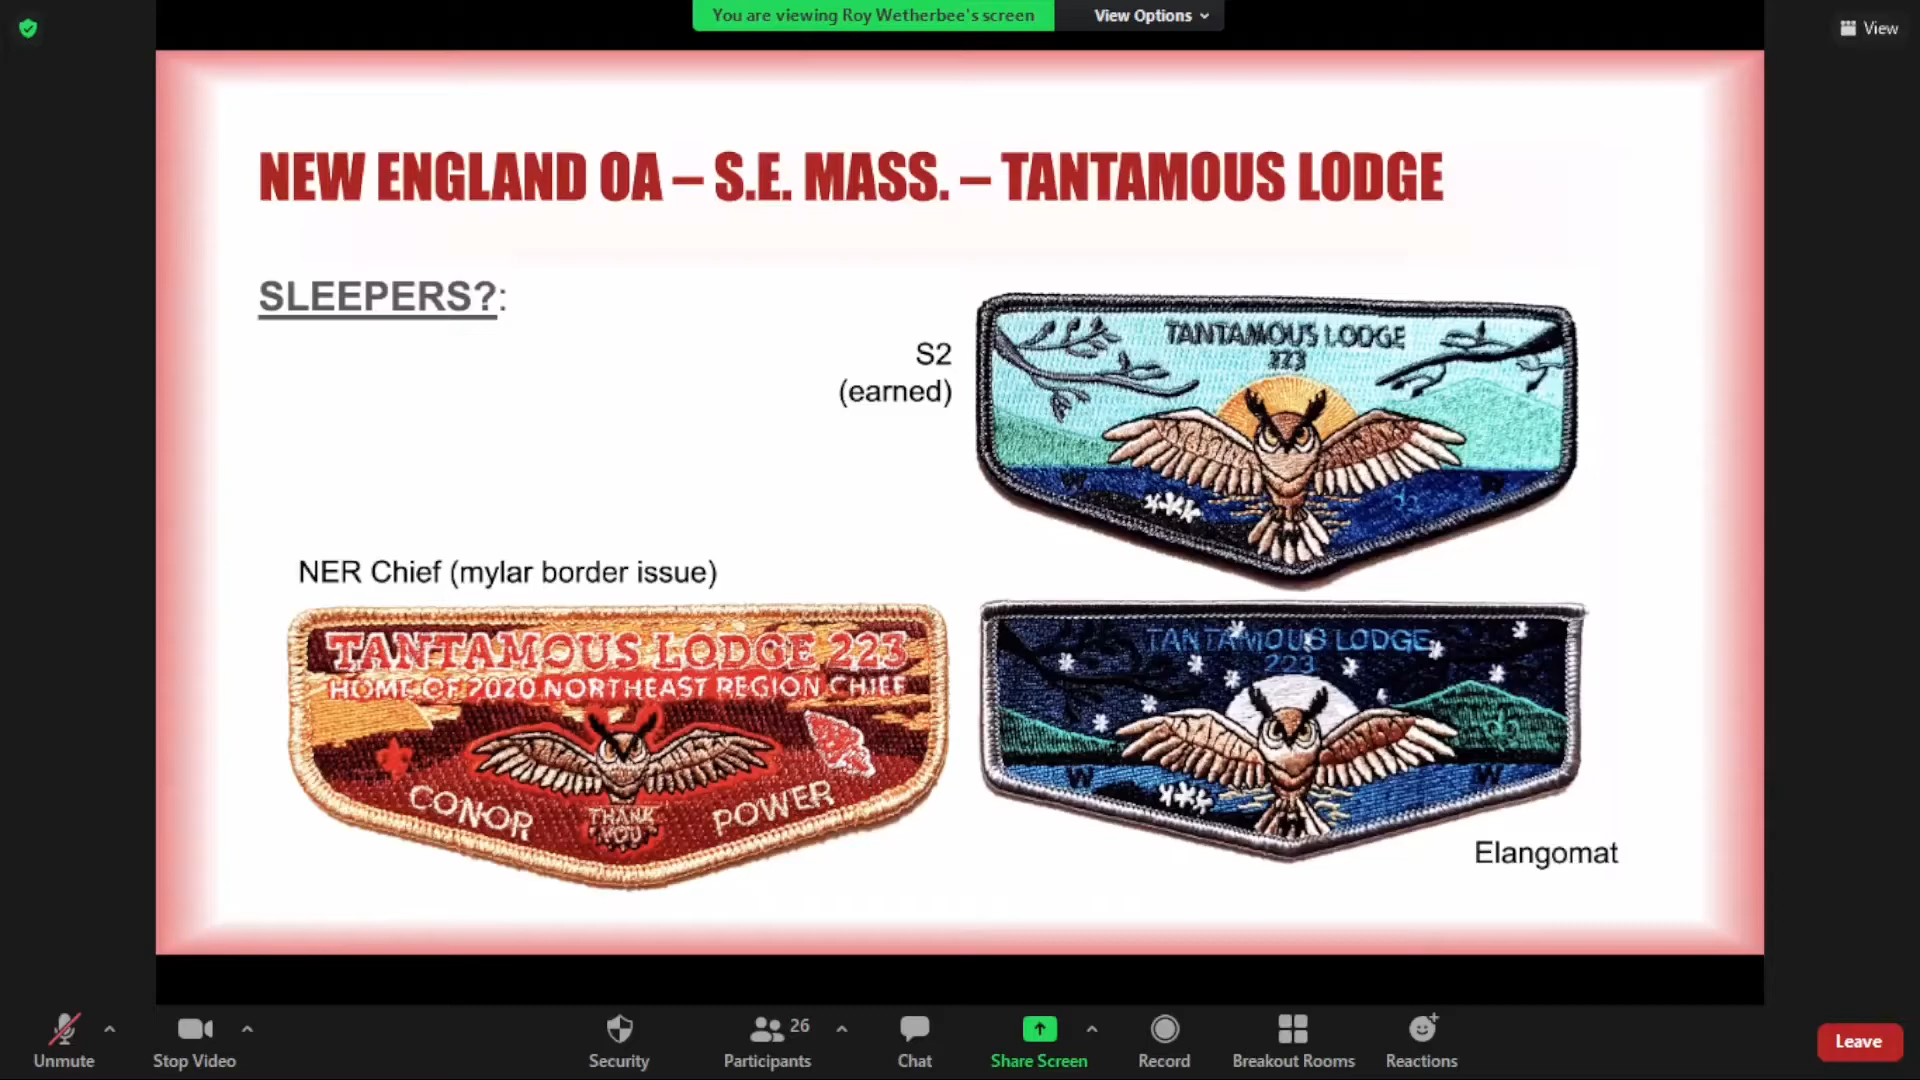 You are viewing Roy Wetherbee's screen
View Options
View
NEW ENGLAND OA – S.E. MASS. – TANTAMOUS LODGE
SLEEPERS?:
S2
(earned)
TANTAMOUS LODGE
223
W
W
NER Chief (mylar border issue)
TANTAMOUS LODGE 223
HOME OF 2020 NORTHEAST REGION CHIEF
CONOR
THANK
YOU
POWER
TANTAMOUS LODGE
223
W
W
Elangomat
Unmute
Stop Video
Security
26
Participants
Chat
Share Screen
Record
Breakout Rooms
Reactions
Leave